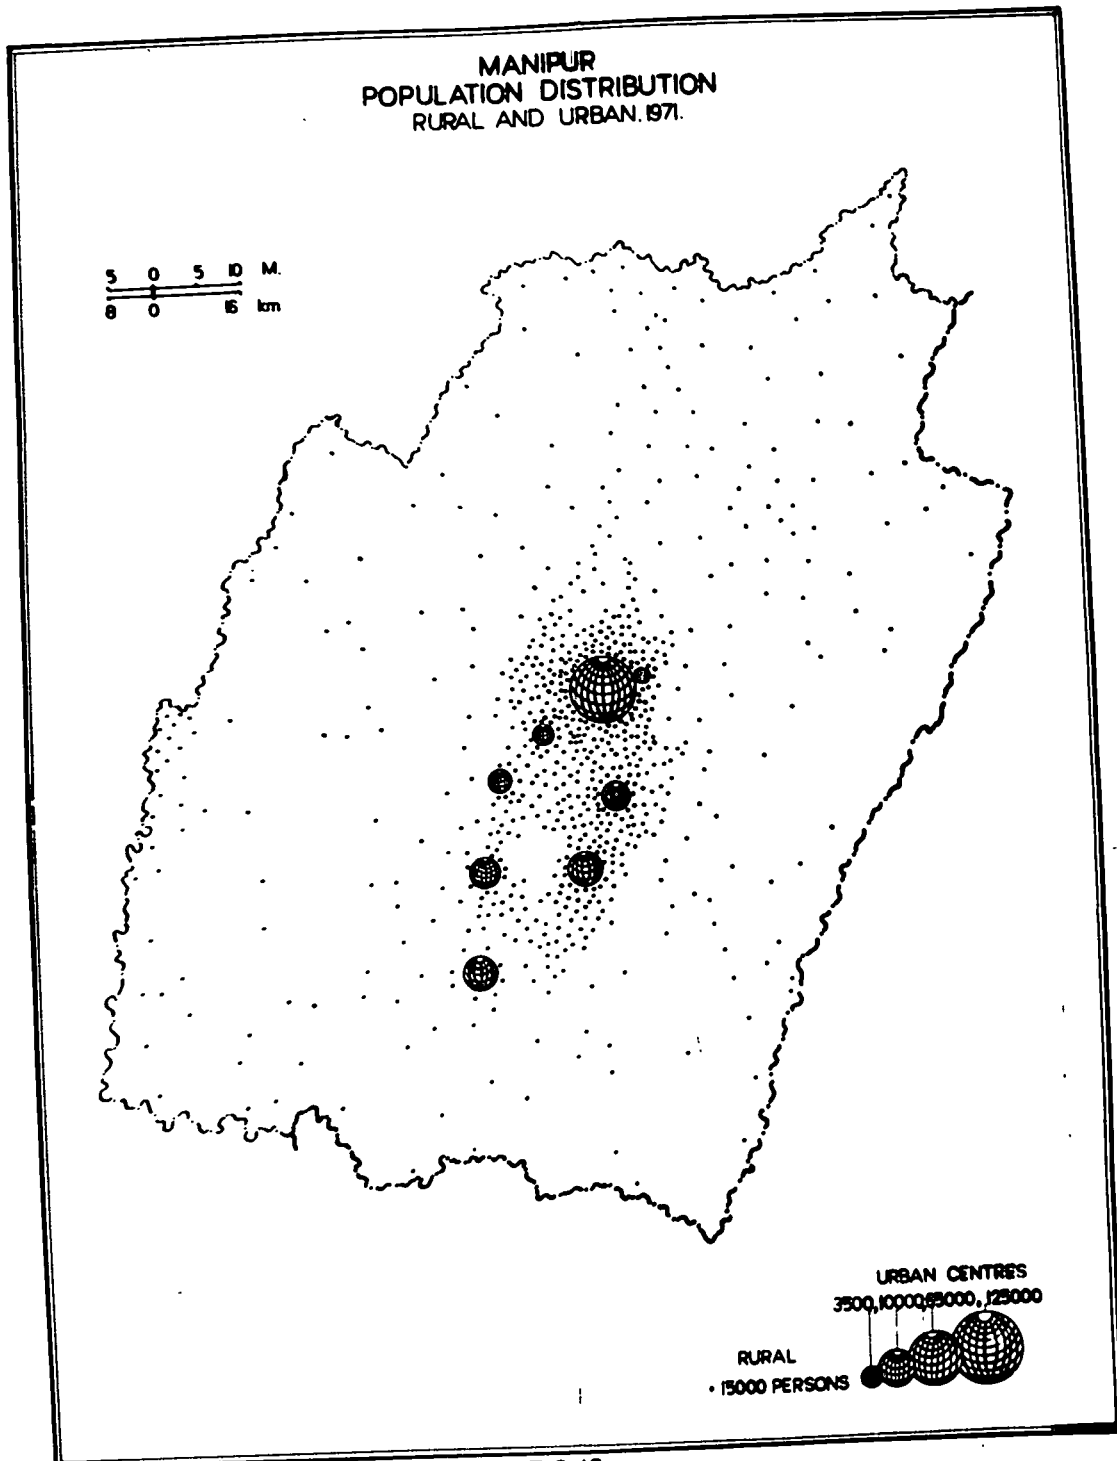 MANIPUR
POPULATION DISTRIBUTION
RURAL AND URBAN. 1971.
5 0 5 10 M.
8 0 16 km
URBAN CENTRES
3500, 10000, 65000, 125000
RURAL
• 15000 PERSONS